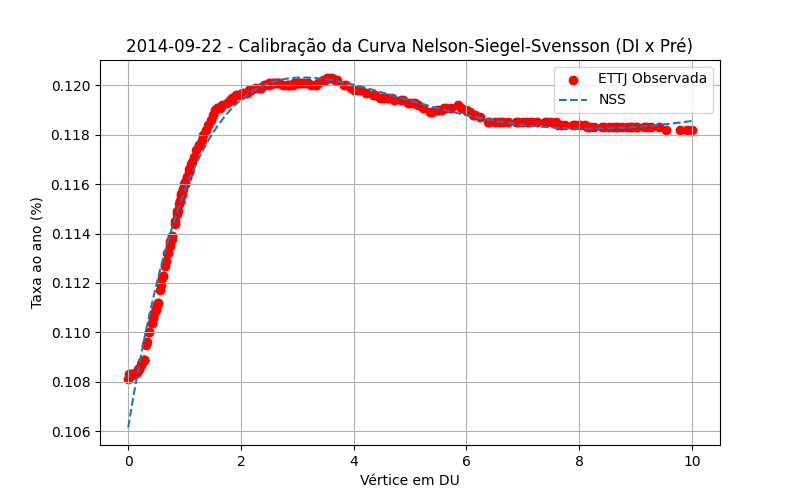 2014-09-22 - Calibração da Curva Nelson-Siegel-Svensson (DI x Pré)
ETTJ Observada
NSS
Taxa ao ano (%)
0.120
0.118
0.116
0.114
0.112
0.110
0.108
0.106
0 2 4 6 8 10
Vértice em DU